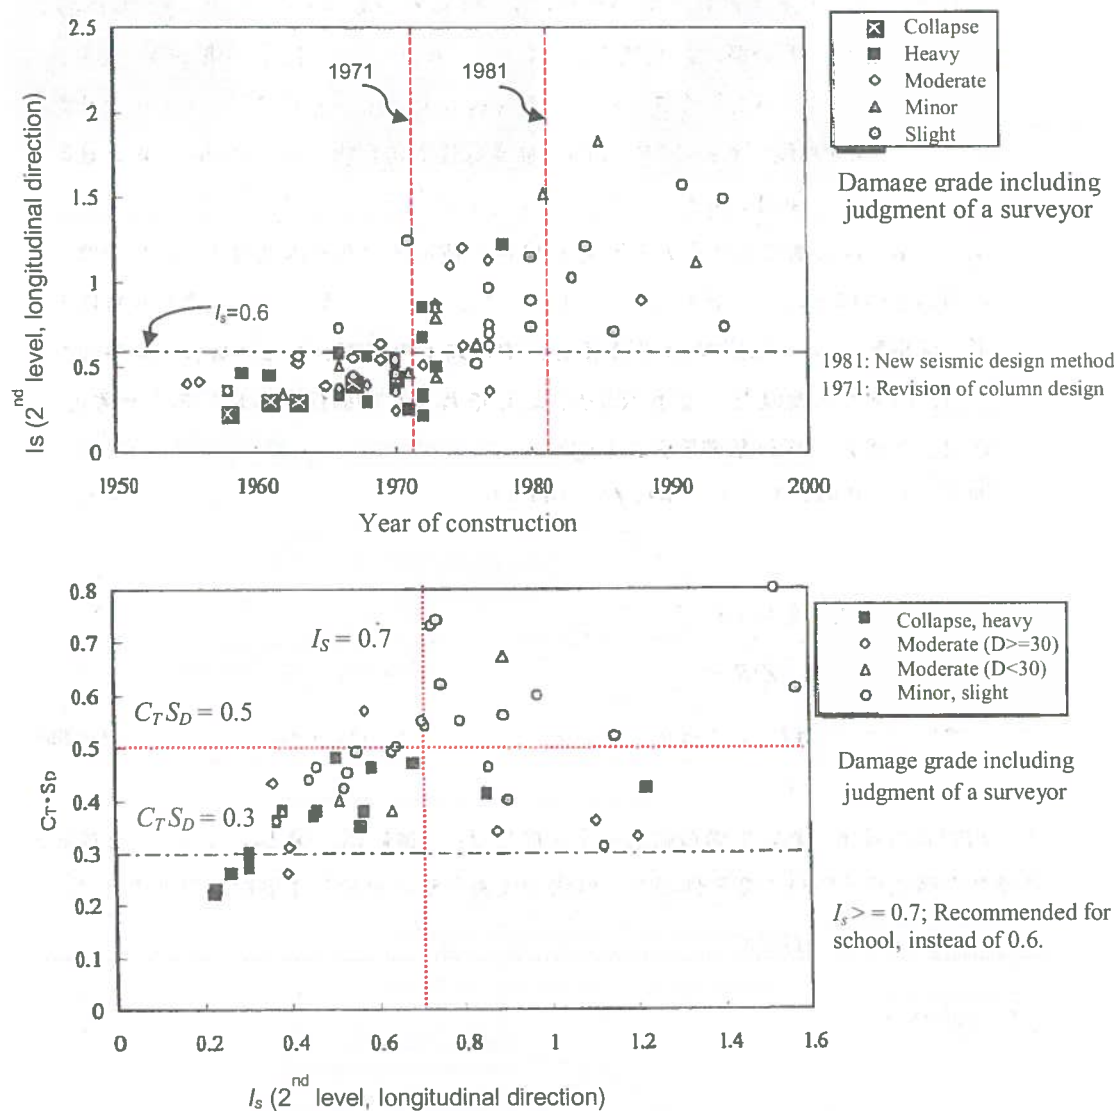 2.5
2
1.5
1
0.5
0
Is (2nd level, longitudinal direction)
1971
1981
Is=0.6
1950
1960
1970
1980
1990
2000
Year of construction
Collapse
Heavy
Moderate
Minor
Slight
Damage grade including
judgment of a surveyor
1981: New seismic design method
1971: Revision of column design
0.8
0.7
0.6
0.5
0.4
0.3
0.2
0.1
0
CT•SD
IS = 0.7
CTSD = 0.5
CTSD = 0.3
0
0.2
0.4
0.6
0.8
1
1.2
1.4
1.6
Is (2nd level, longitudinal direction)
Collapse, heavy
Moderate (D>=30)
Moderate (D<30)
Minor, slight
Damage grade including
judgment of a surveyor
Is > = 0.7; Recommended for
school, instead of 0.6.